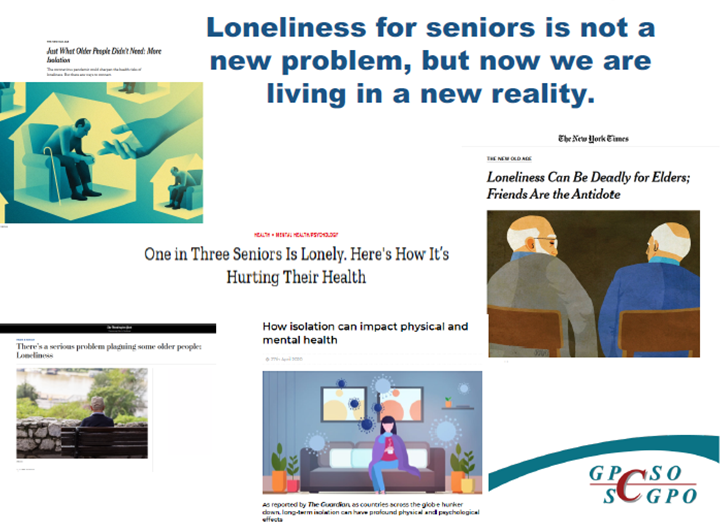 Loneliness for seniors is not a
new problem, but now we are
living in a new reality.
Just What Older People Didn't Need: More
Isolation
The New York Times
THE NEW OLD AGE
Loneliness Can Be Deadly for Elders;
Friends Are the Antidote
HEALTH • MENTAL HEALTH/PSYCHOLOGY
One in Three Seniors Is Lonely. Here's How It's
Hurting Their Health
There's a serious problem plaguing some older people:
Loneliness
How isolation can impact physical and
mental health
As reported by The Guardian, as countries across the globe hunker
down, long-term isolation can have profound physical and psychological
effects
GPCSO
SCGPO